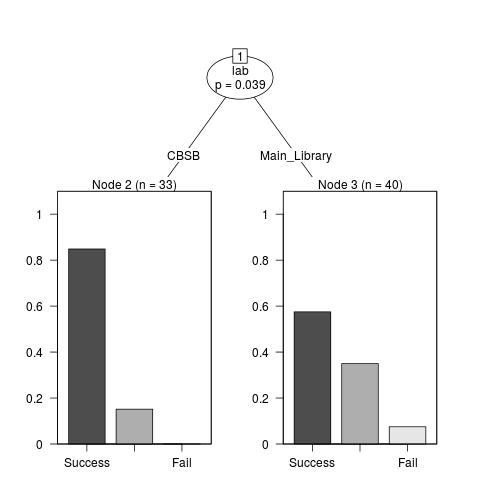 1
lab
p = 0.039
CBSB
Main_Library
Node 2 (n = 33)
1
0.8
0.6
0.4
0.2
0
Success
Fail
Node 3 (n = 40)
1
0.8
0.6
0.4
0.2
0
Success
Fail